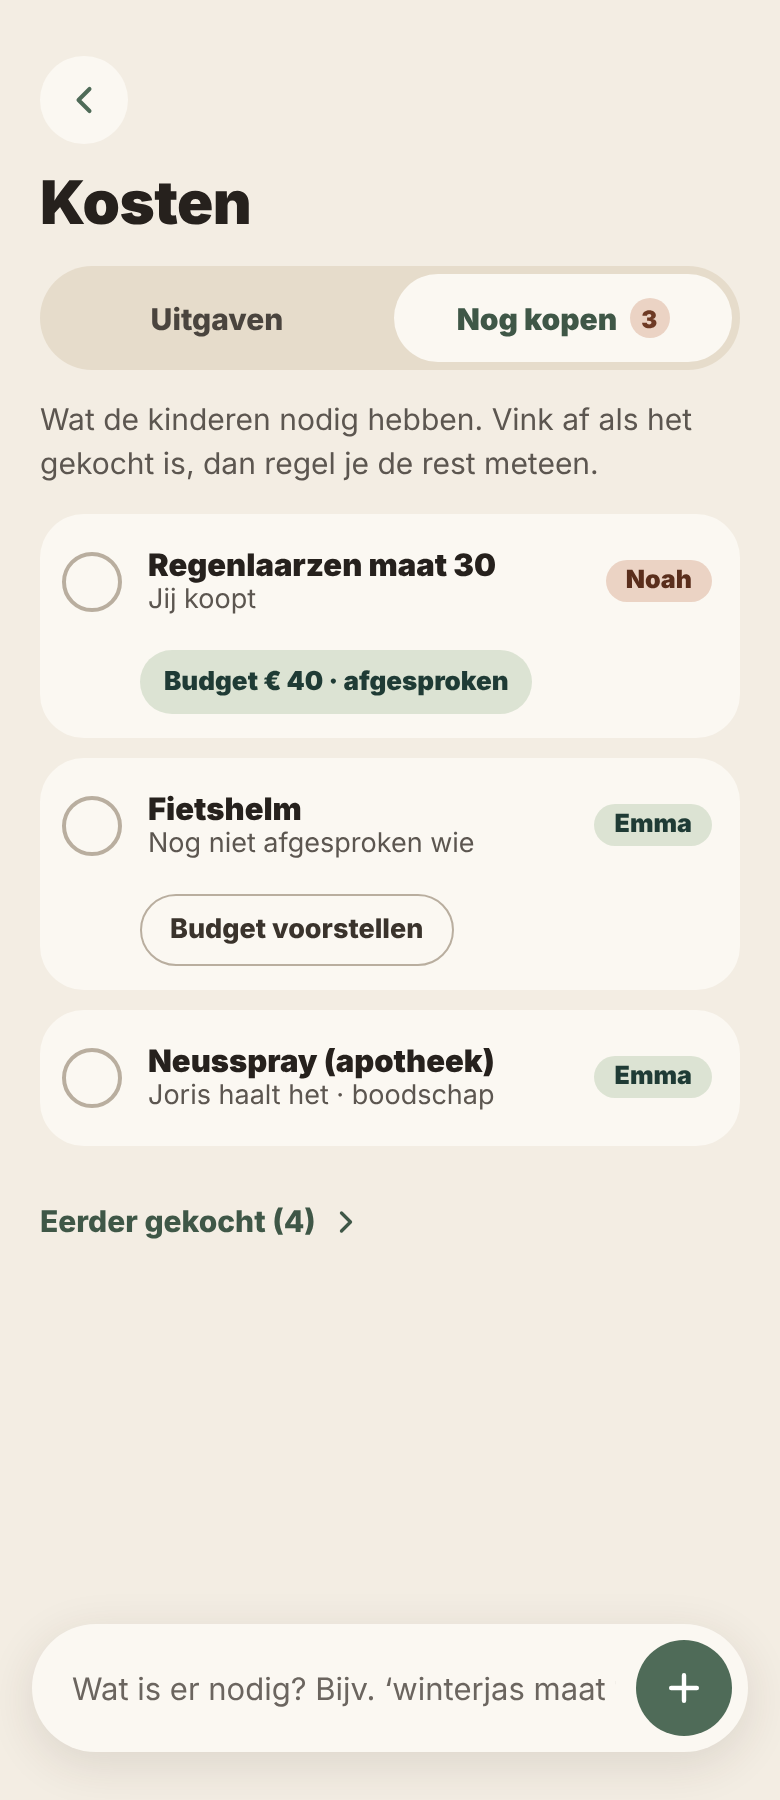 Kosten
Uitgaven
Nog kopen 3
Wat de kinderen nodig hebben. Vink af als het
gekocht is, dan regel je de rest meteen.
Regenlaarzen maat 30
Noah
Jij koopt
Budget € 40 · afgesproken
Fietshelm
Emma
Nog niet afgesproken wie
Budget voorstellen
Neusspray (apotheek)
Emma
Joris haalt het · boodschap
Eerder gekocht (4)
Wat is er nodig? Bijv. ‘winterjas maat